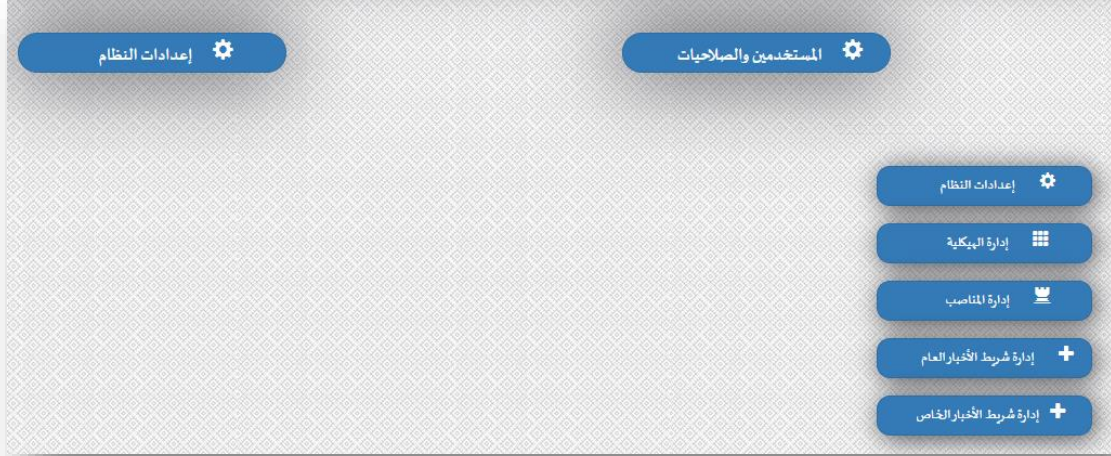 المستخدمين والصلاحيات
إعدادات النظام
إعدادات النظام
إدارة الهيكلية
إدارة المناصب
إدارة شريط الأخبار العام
إدارة شريط الأخبار الخاص